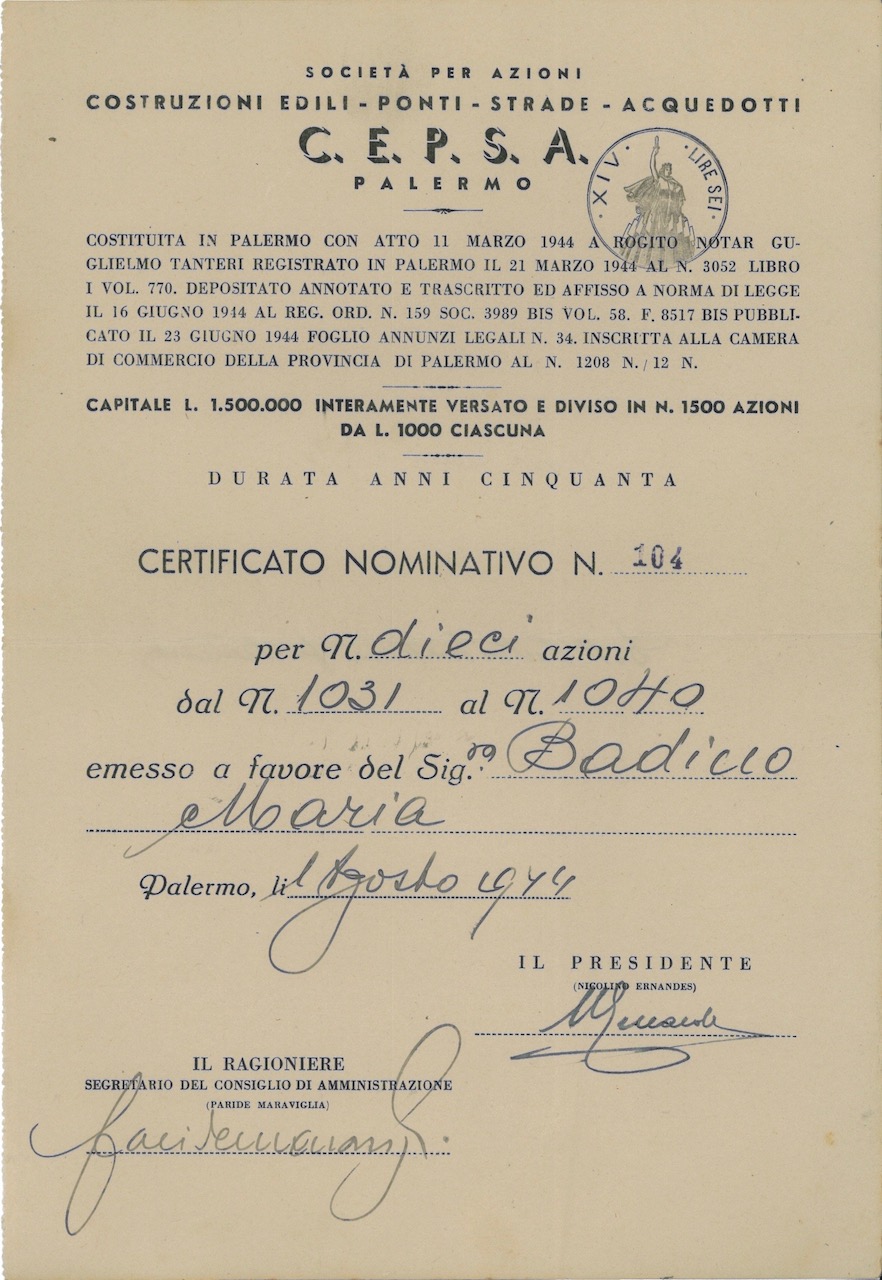 SOCIETÀ PER AZIONI
COSTRUZIONI EDILI - PONTI - STRADE - ACQUEDOTTI
C. E. P. S. A.
PALERMO
· XIV · · LIRE SEI ·
COSTITUITA IN PALERMO CON ATTO 11 MARZO 1944 A ROGITO NOTAR GU-
GLIELMO TANTERI REGISTRATO IN PALERMO IL 21 MARZO 1944 AL N. 3052 LIBRO
I VOL. 770. DEPOSITATO ANNOTATO E TRASCRITTO ED AFFISSO A NORMA DI LEGGE
IL 16 GIUGNO 1944 AL REG. ORD. N. 159 SOC. 3989 BIS VOL. 58. F. 8517 BIS PUBBLI-
CATO IL 23 GIUGNO 1944 FOGLIO ANNUNZI LEGALI N. 34. INSCRITTA ALLA CAMERA
DI COMMERCIO DELLA PROVINCIA DI PALERMO AL N. 1208 N./12 N.
CAPITALE L. 1.500.000 INTERAMENTE VERSATO E DIVISO IN N. 1500 AZIONI
DA L. 1000 CIASCUNA
DURATA ANNI CINQUANTA
CERTIFICATO NOMINATIVO N. 104
per N. dieci azioni
dal N. 1031 al N. 1040
emesso a favore del Sig.ra Badino
Maria
Palermo, li 1 Agosto 1944
IL PRESIDENTE
(NICOLINO ERNANDES)
IL RAGIONIERE
SEGRETARIO DEL CONSIGLIO DI AMMINISTRAZIONE
(PARIDE MARAVIGLIA)